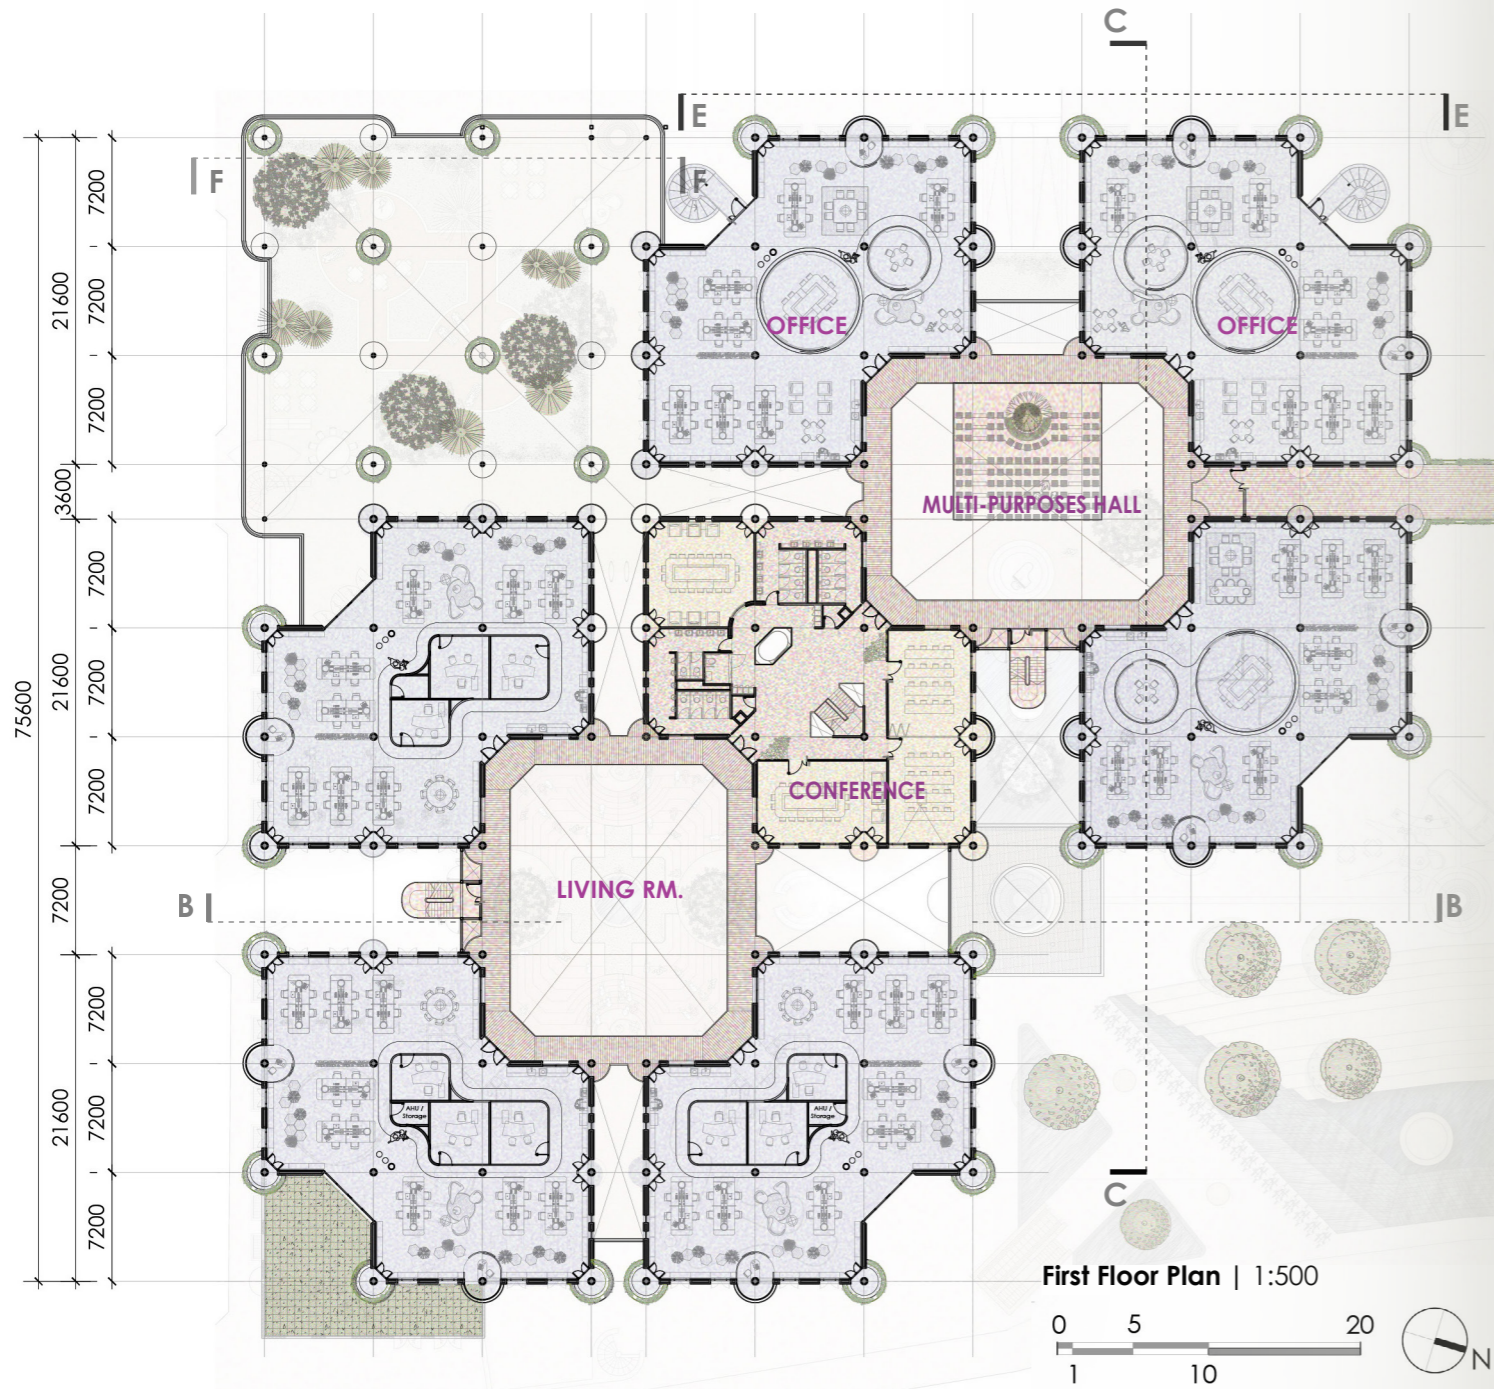 C
E
E
F
F
7200
7200
7200
21600
OFFICE
OFFICE
3600
MULTI-PURPOSES HALL
7200
7200
7200
21600
75600
CONFERENCE
7200
LIVING RM.
B
B
7200
7200
7200
21600
AHU /
Storage
AHU /
Storage
C
First Floor Plan | 1:500
0 5 20
1 10
N